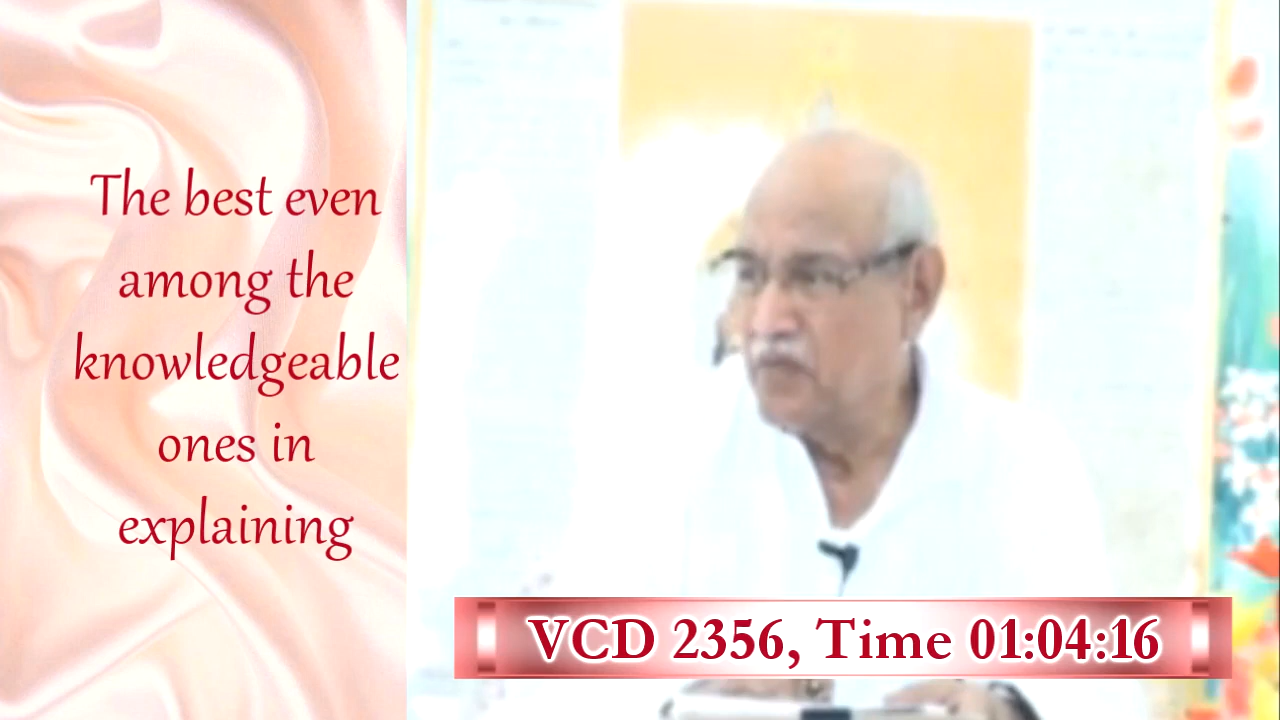 The best even
among the
knowledgeable
ones in
explaining
VCD 2356, Time 01:04:16